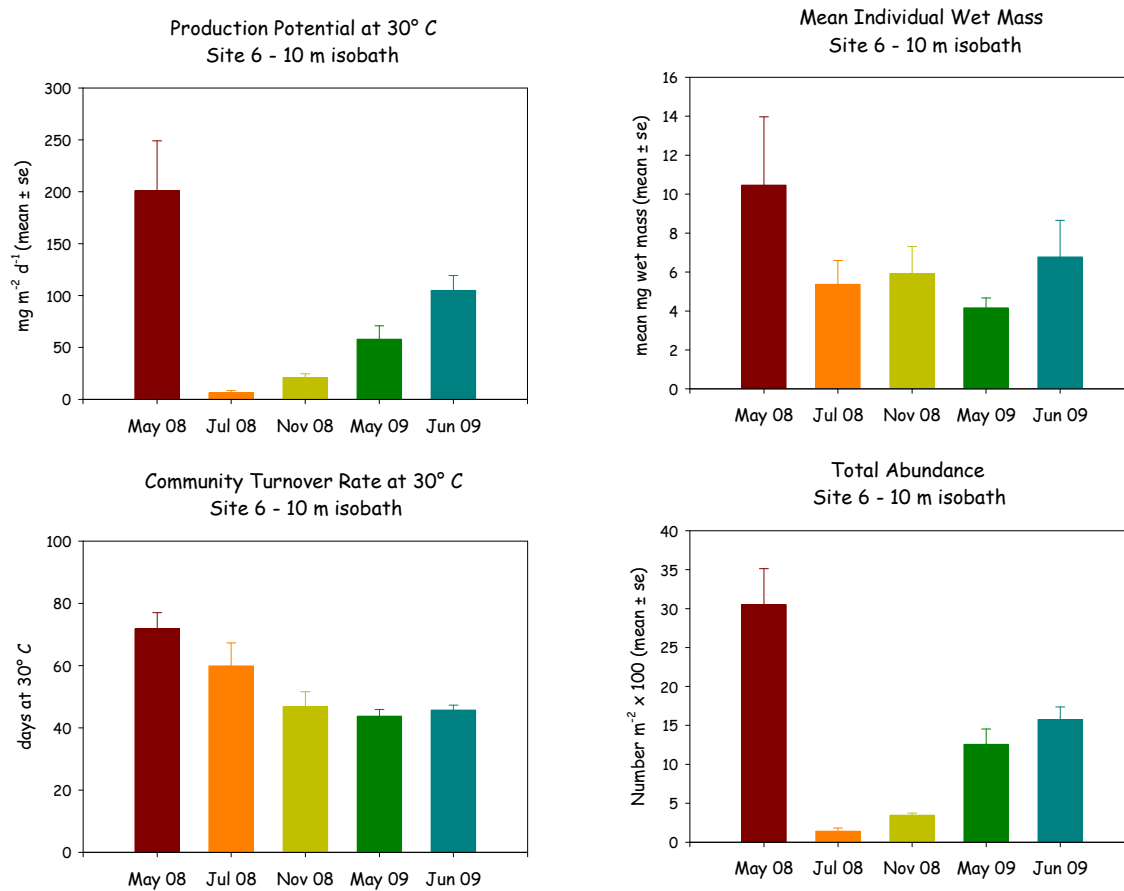 Production Potential at 30° C
Site 6 - 10 m isobath
mg m⁻² d⁻¹ (mean ± se)
300
250
200
150
100
50
0
May 08 Jul 08 Nov 08 May 09 Jun 09
Mean Individual Wet Mass
Site 6 - 10 m isobath
mean mg wet mass (mean ± se)
16
14
12
10
8
6
4
2
0
May 08 Jul 08 Nov 08 May 09 Jun 09
Community Turnover Rate at 30° C
Site 6 - 10 m isobath
days at 30° C
100
80
60
40
20
0
May 08 Jul 08 Nov 08 May 09 Jun 09
Total Abundance
Site 6 - 10 m isobath
Number m⁻² x 100 (mean ± se)
40
35
30
25
20
15
10
5
0
May 08 Jul 08 Nov 08 May 09 Jun 09